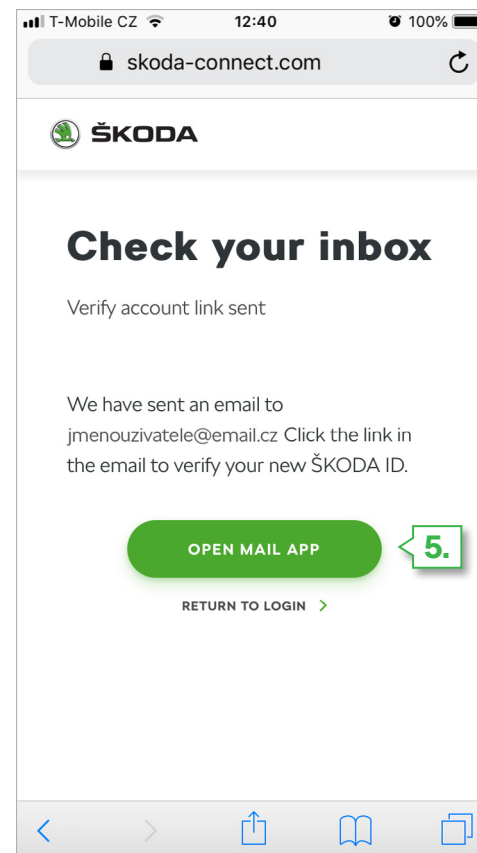 T-Mobile CZ 12:40 100%
skoda-connect.com
ŠKODA
Check your inbox
Verify account link sent
We have sent an email to
jmenouzivatele@email.cz Click the link in
the email to verify your new ŠKODA ID.
OPEN MAIL APP
5.
RETURN TO LOGIN